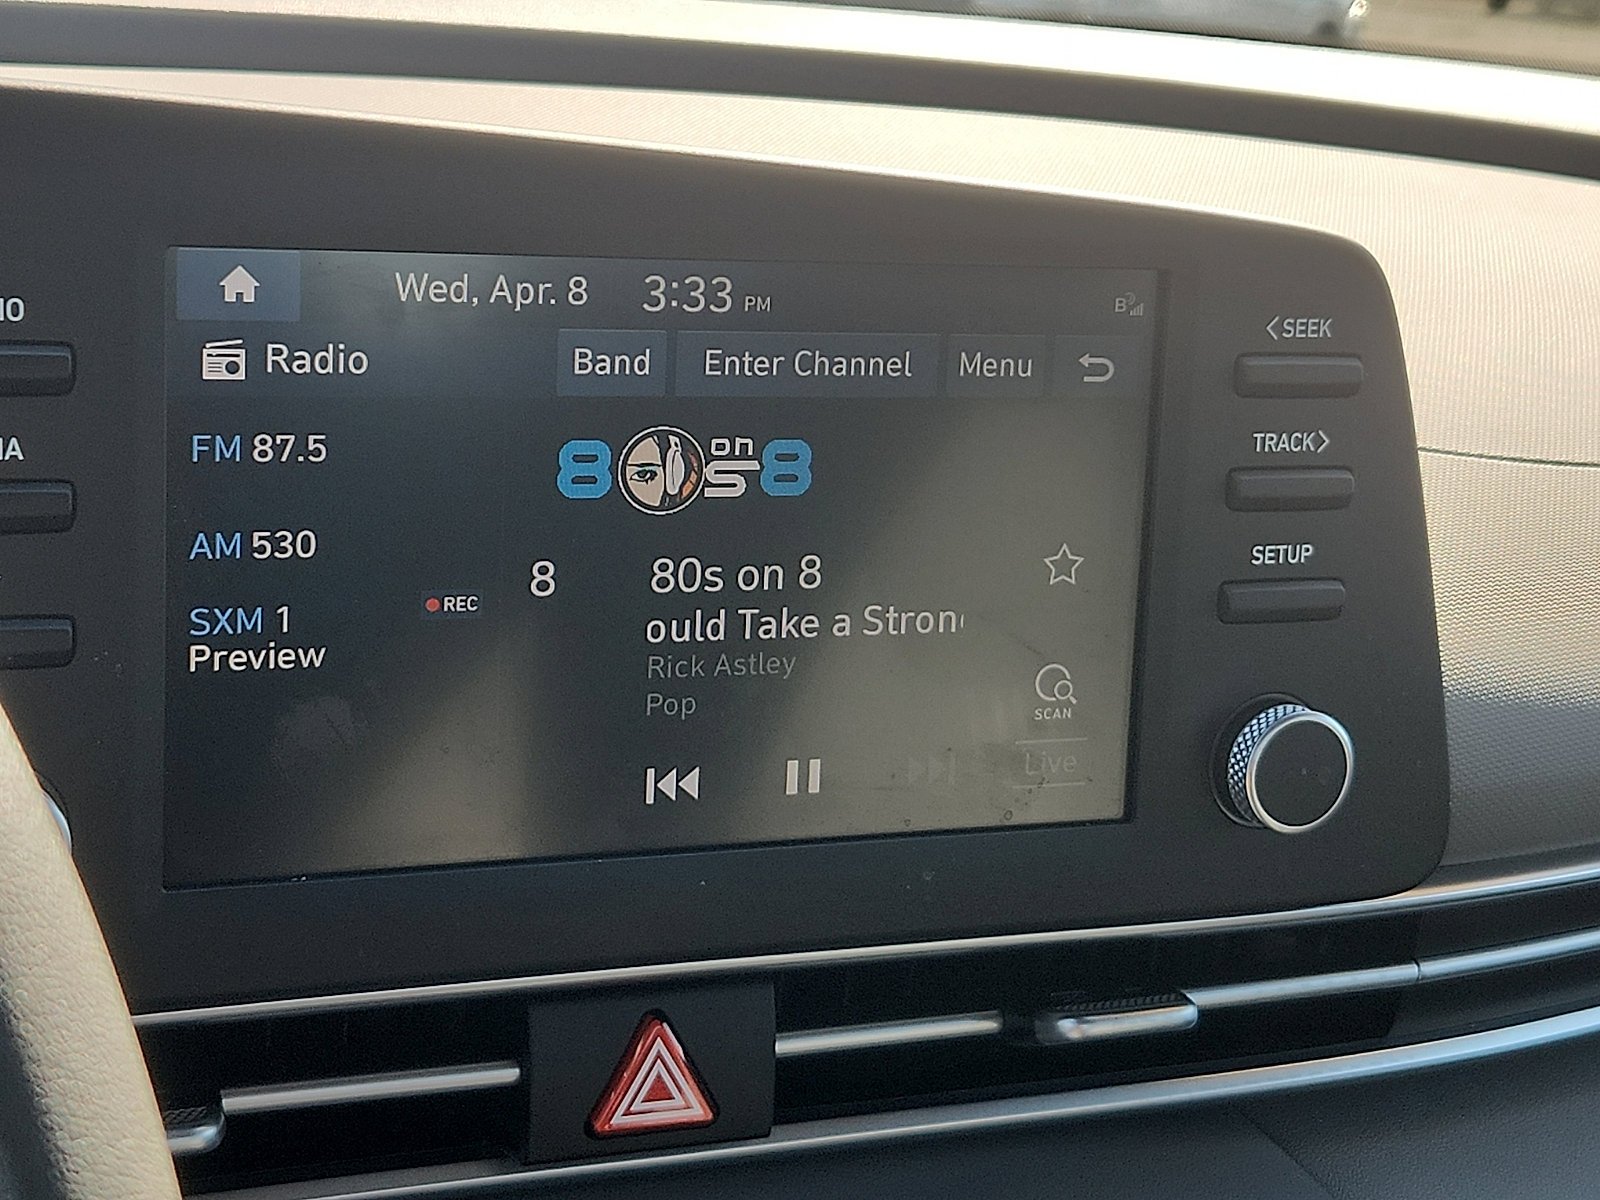 Wed, Apr. 8 3:33 PM
B
Radio Band Enter Channel Menu
FM 87.5
AM 530
SXM 1
Preview
REC
80s on 8
8
80s on 8
ould Take a Stron
Rick Astley
Pop
SCAN
Live
IO
IA
<SEEK
TRACK>
SETUP